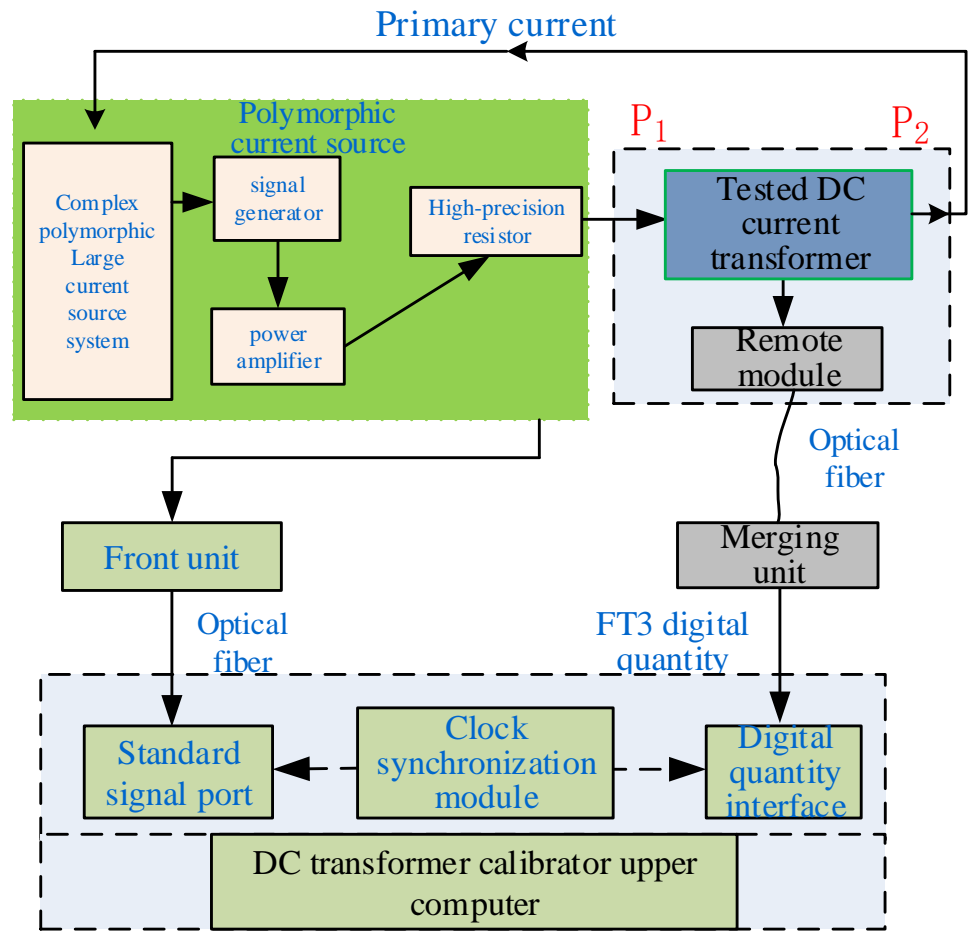 Primary current
Polymorphic
current source
Complex
polymorphic
Large
current
source
system
signal
generator
power
amplifier
High-precision
resistor
P1
P2
Tested DC
current
transformer
Remote
module
Optical
fiber
Front unit
Merging
unit
Optical
fiber
FT3 digital
quantity
Standard
signal port
Clock
synchronization
module
Digital
quantity
interface
DC transformer calibrator upper
computer